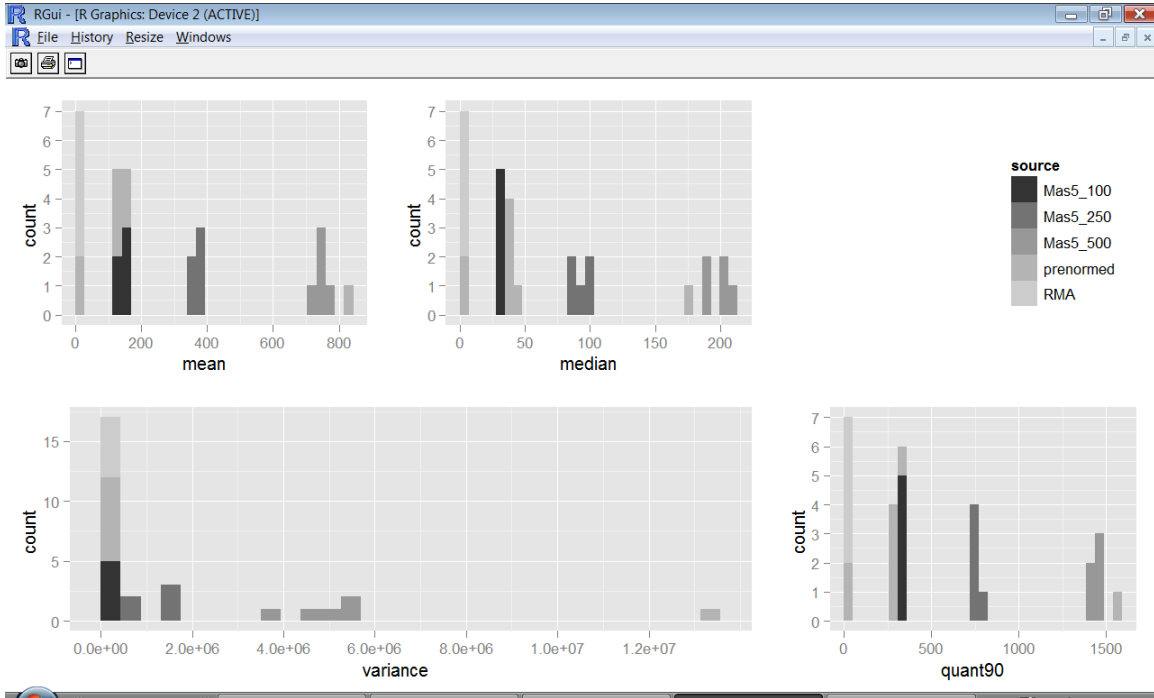 RGui - [R Graphics: Device 2 (ACTIVE)]
File History Resize Windows
7
6
5
4
3
2
1
0
count
0 200 400 600 800
mean
7
6
5
4
3
2
1
0
count
0 50 100 150 200
median
source
Mas5_100
Mas5_250
Mas5_500
prenormed
RMA
15
10
5
0
count
0.0e+00 2.0e+06 4.0e+06 6.0e+06 8.0e+06 1.0e+07 1.2e+07
variance
7
6
5
4
3
2
1
0
count
0 500 1000 1500
quant90